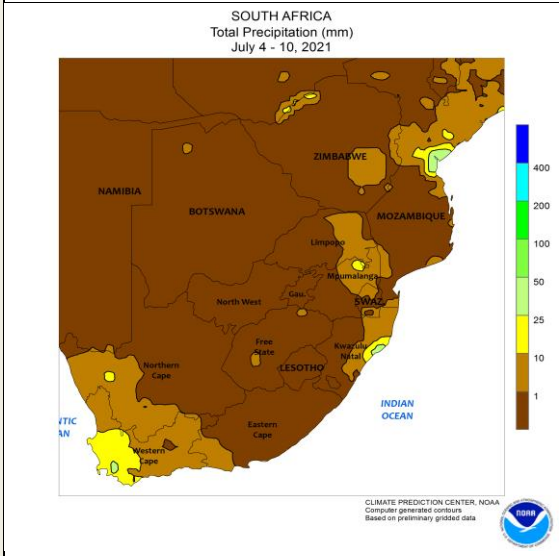 SOUTH AFRICA
Total Precipitation (mm)
July 4 - 10, 2021
ZIMBABWE
NAMIBIA
BOTSWANA
MOZAMBIQUE
Limpopo
Mpumalanga
North West
Gau.
SWAZ.
Free
State
Kwazulu
Natal
LESOTHO
Northern
Cape
Eastern
Cape
Western
Cape
NTIC
AN
INDIAN
OCEAN
400
200
100
50
25
10
1
CLIMATE PREDICTION CENTER, NOAA
Computer generated contours
Based on preliminary gridded data
NOAA